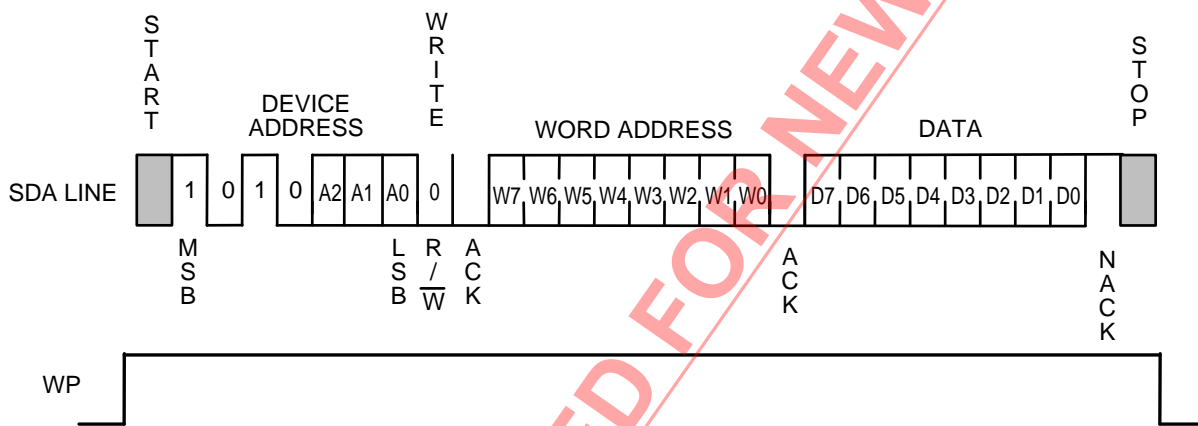 START
WRITE
STOP
DEVICE
ADDRESS
WORD ADDRESS
DATA
SDA LINE
1 0 1 0 A2 A1 A0 0 W7 W6 W5 W4 W3 W2 W1 W0 D7 D6 D5 D4 D3 D2 D1 D0
MSB
LSB
R/W
ACK
ACK
NACK
WP
ED FOR NEW